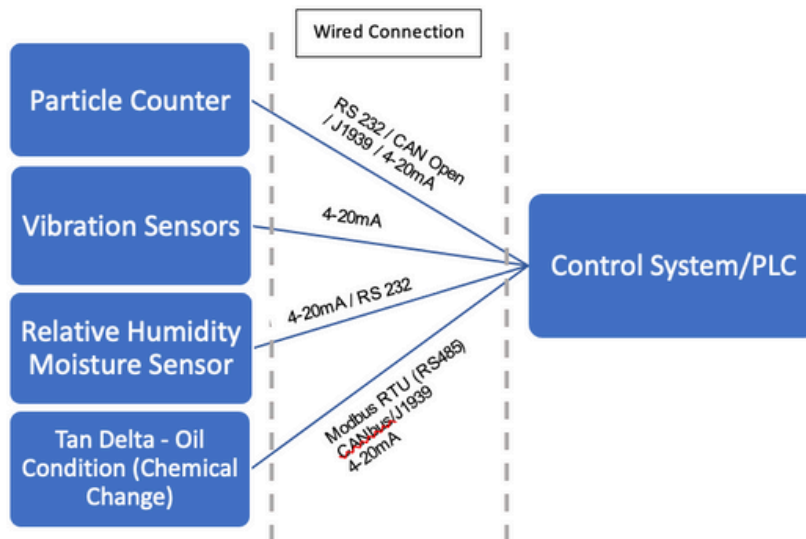 Wired Connection
Particle Counter
RS 232 / CAN Open
/ J1939 / 4-20mA
Vibration Sensors
4-20mA
Control System/PLC
Relative Humidity
Moisture Sensor
4-20mA / RS 232
Tan Delta - Oil
Condition (Chemical
Change)
Modbus RTU (RS485)
CANbus/J1939
4-20mA